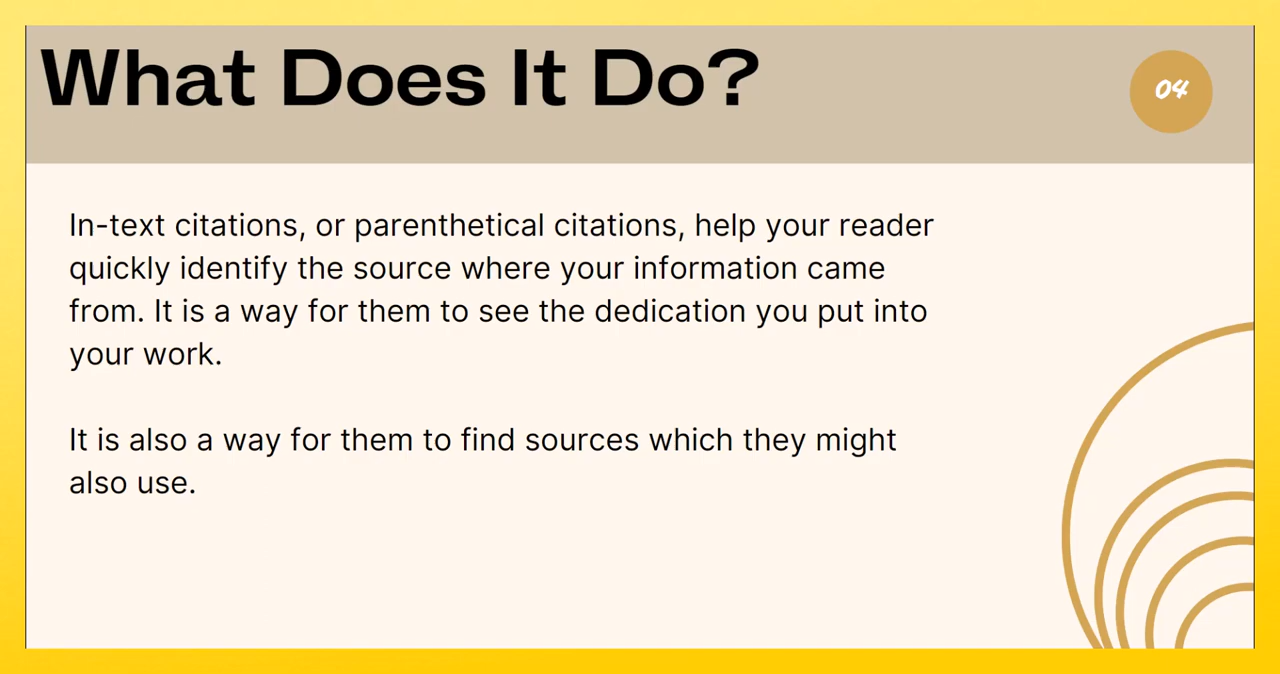 What Does It Do?
04
In-text citations, or parenthetical citations, help your reader
quickly identify the source where your information came
from. It is a way for them to see the dedication you put into
your work.
It is also a way for them to find sources which they might
also use.